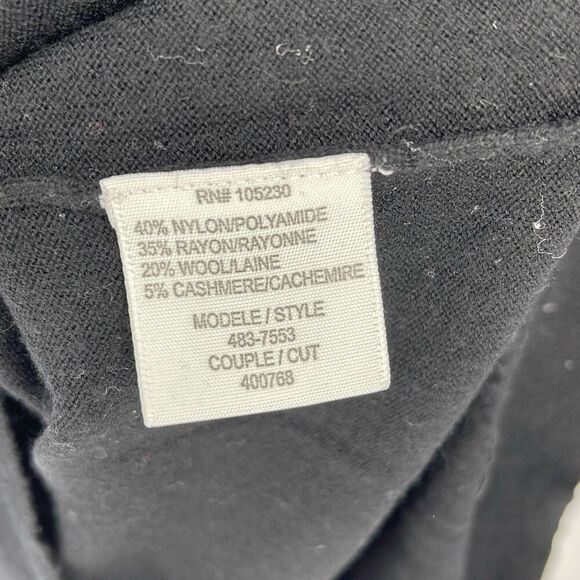 RN# 105230
40% NYLON/POLYAMIDE
35% RAYON/RAYONNE
20% WOOL/LAINE
5% CASHMERE/CACHEMIRE
MODELE / STYLE
483-7553
COUPLE / CUT
400768